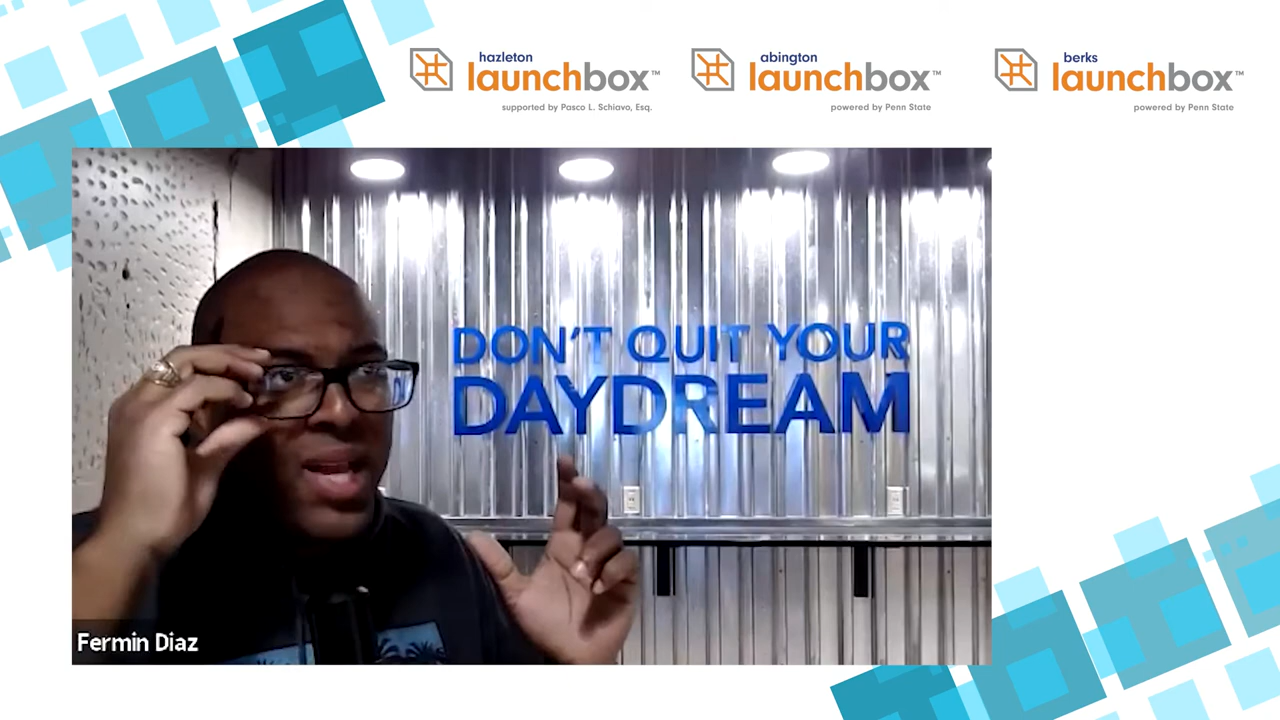 hazleton
launchbox™
supported by Pasco L. Schiavo, Esq.
abington
launchbox™
powered by Penn State
berks
launchbox™
powered by Penn State
DON'T QUIT YOUR
DAYDREAM
Fermin Diaz